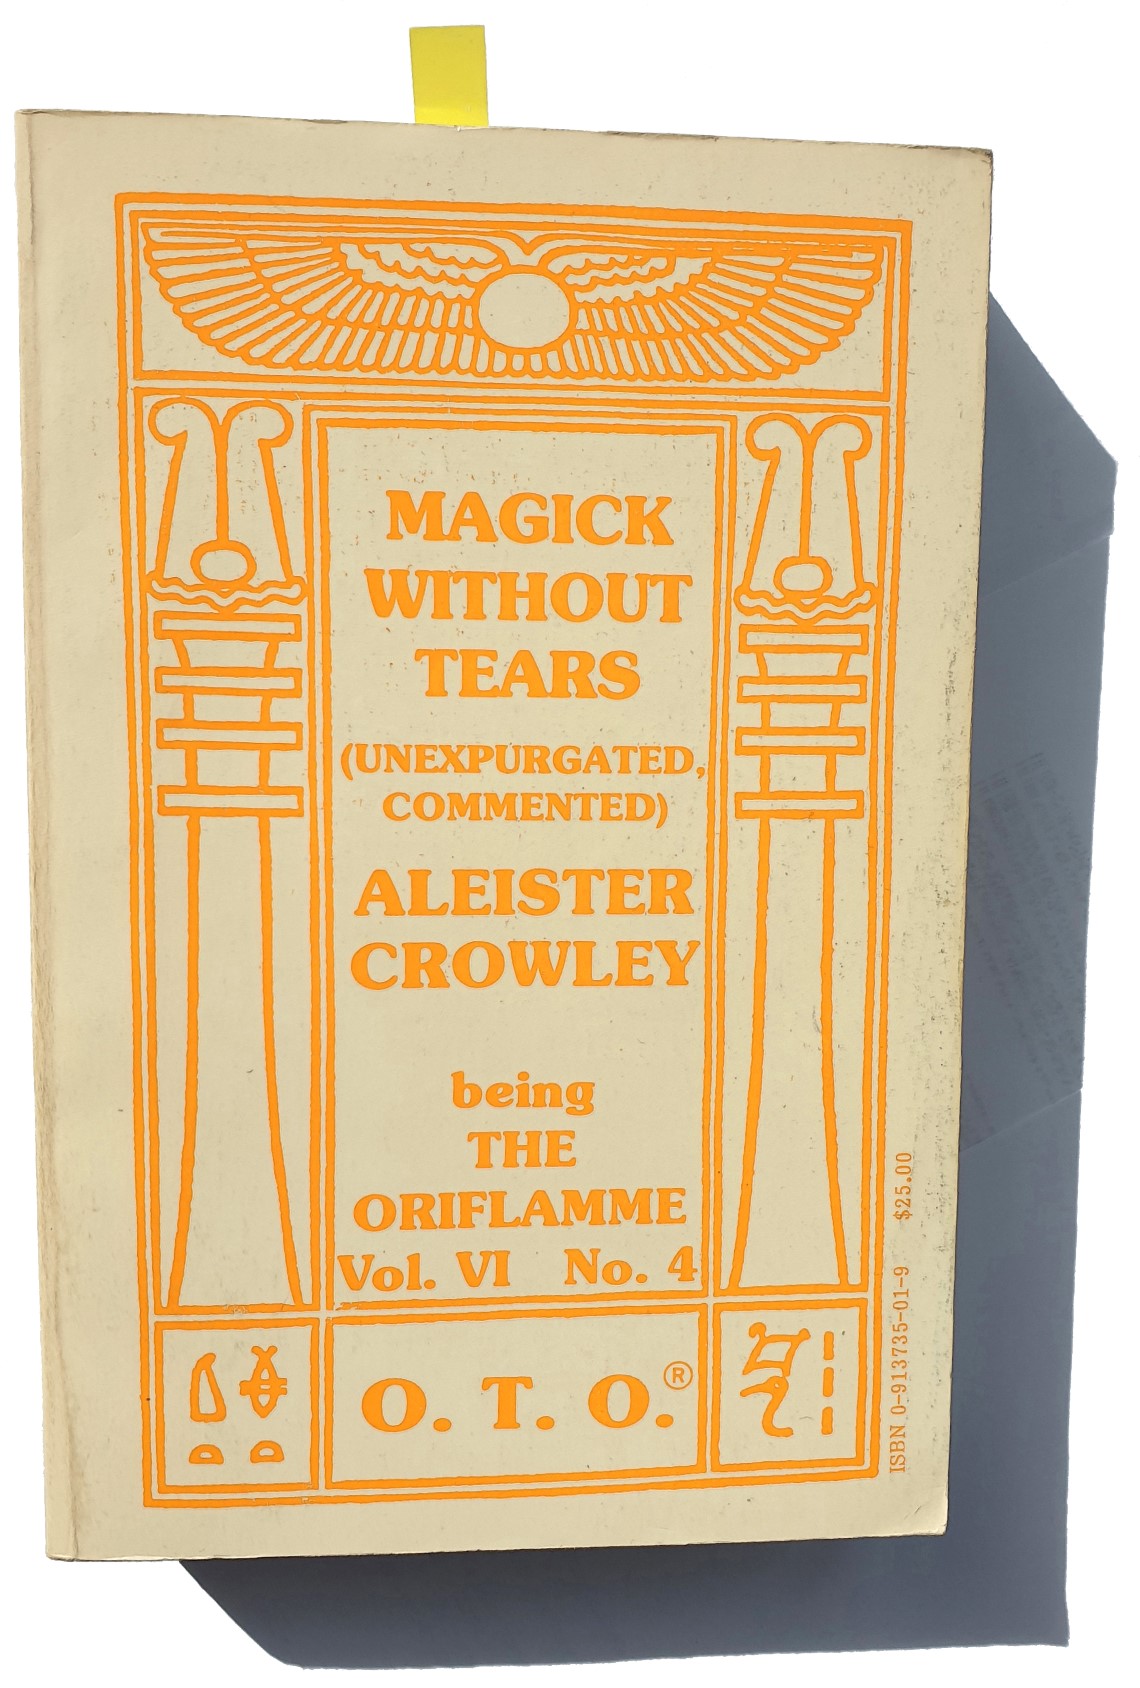 MAGICK
WITHOUT
TEARS
(UNEXPURGATED,
COMMENTED)
ALEISTER
CROWLEY
being
THE
ORIFLAMME
Vol. VI No. 4
O. T. O.®
ISBN 0-913735-01-9 $25.00